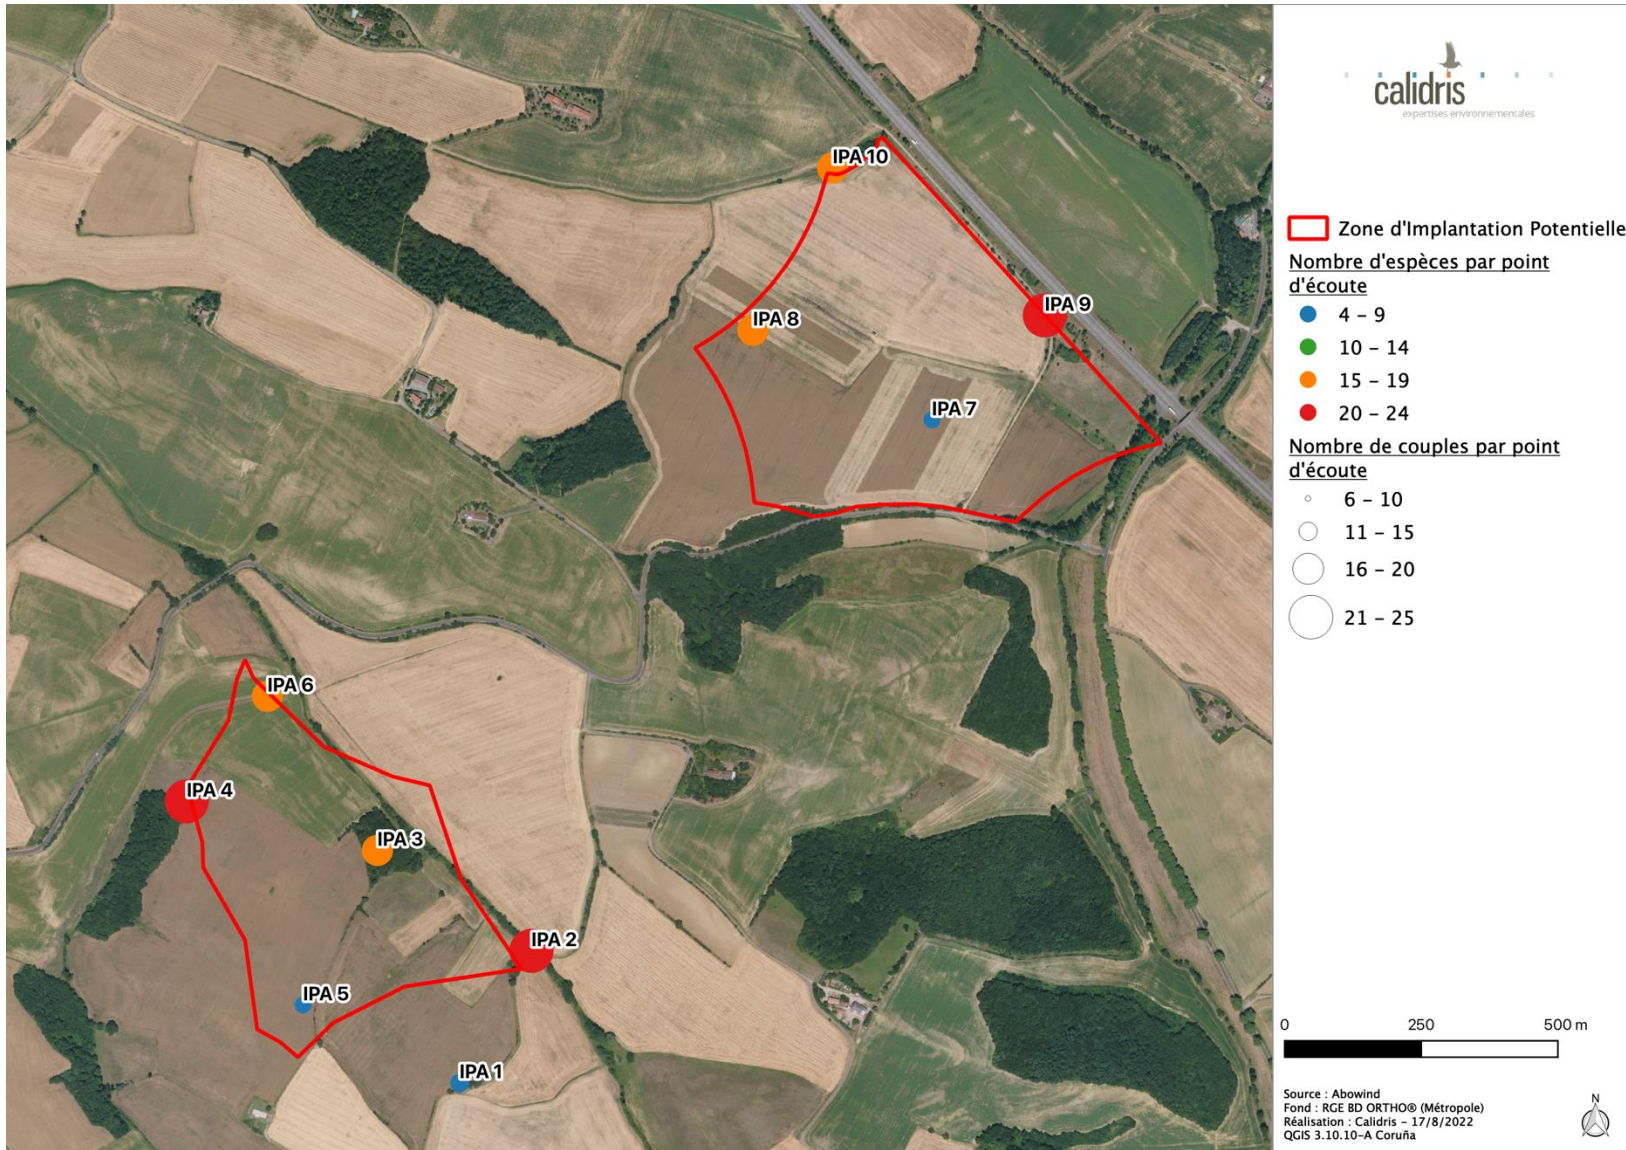 calidris
expertises environnementales
Zone d'Implantation Potentielle
Nombre d'espèces par point
d'écoute
4 – 9
10 – 14
15 – 19
20 – 24
Nombre de couples par point
d'écoute
6 – 10
11 – 15
16 – 20
21 – 25
IPA 10
IPA 9
IPA 8
IPA 7
IPA 6
IPA 4
IPA 3
IPA 2
IPA 5
IPA 1
0 250 500 m
Source : Abowind
Fond : RGE BD ORTHO® (Métropole)
Réalisation : Calidris – 17/8/2022
QGIS 3.10.10–A Coruña
N